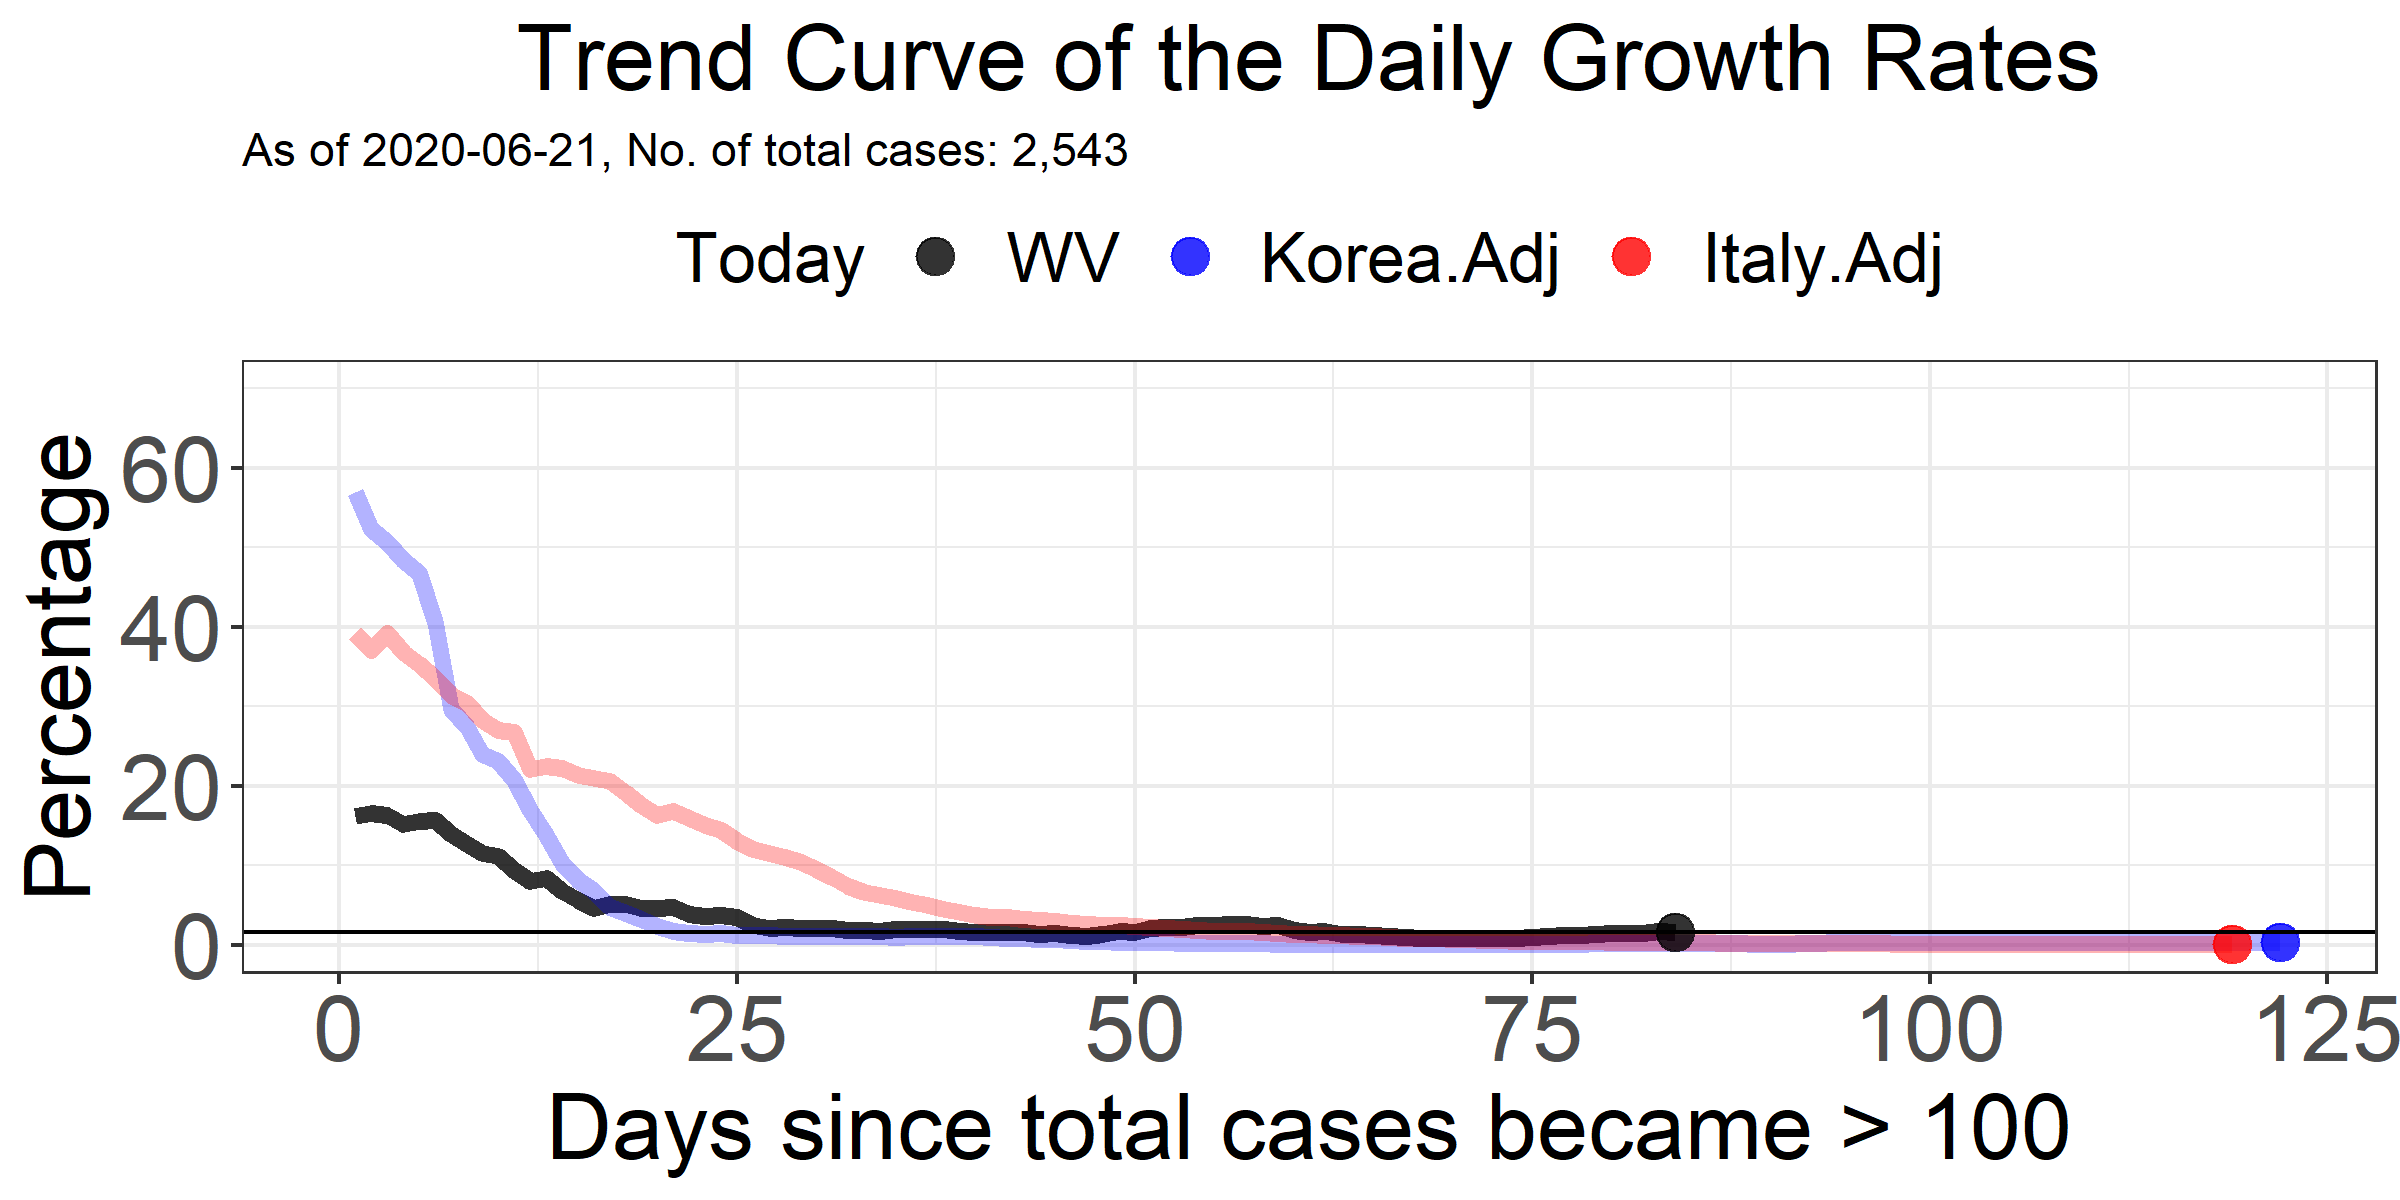 Trend Curve of the Daily Growth Rates
As of 2020-06-21, No. of total cases: 2,543
Today WV Korea.Adj Italy.Adj
Percentage
60
40
20
0
0 25 50 75 100 125
Days since total cases became > 100